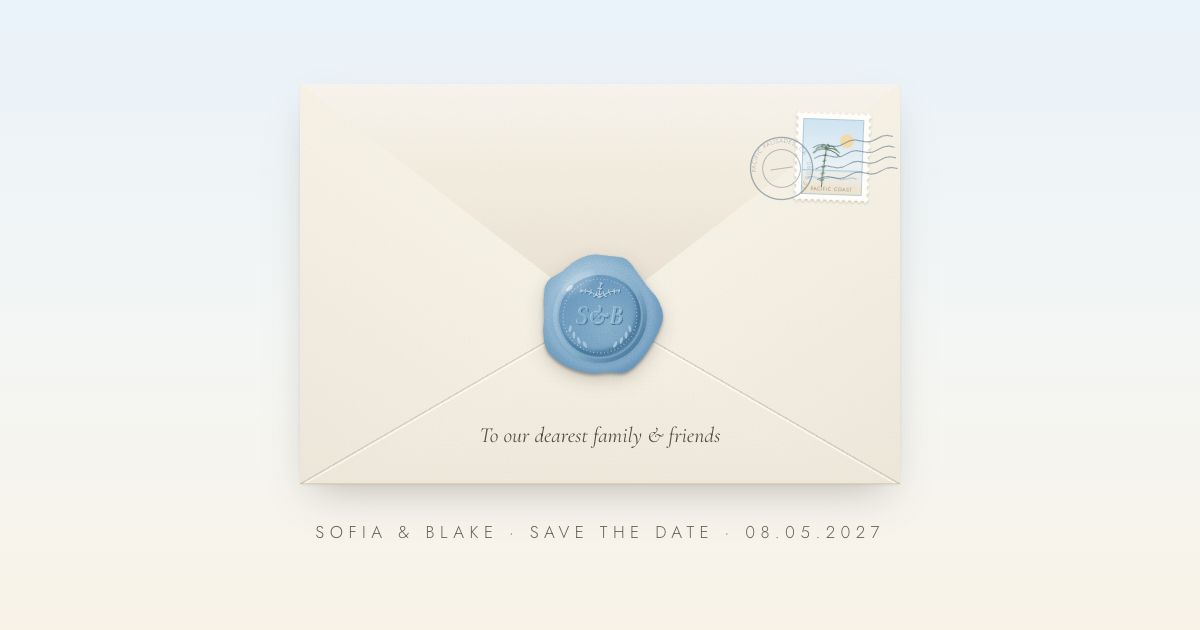 PACIFIC COAST
S&B
To our dearest family & friends
SOFIA & BLAKE · SAVE THE DATE · 08.05.2027